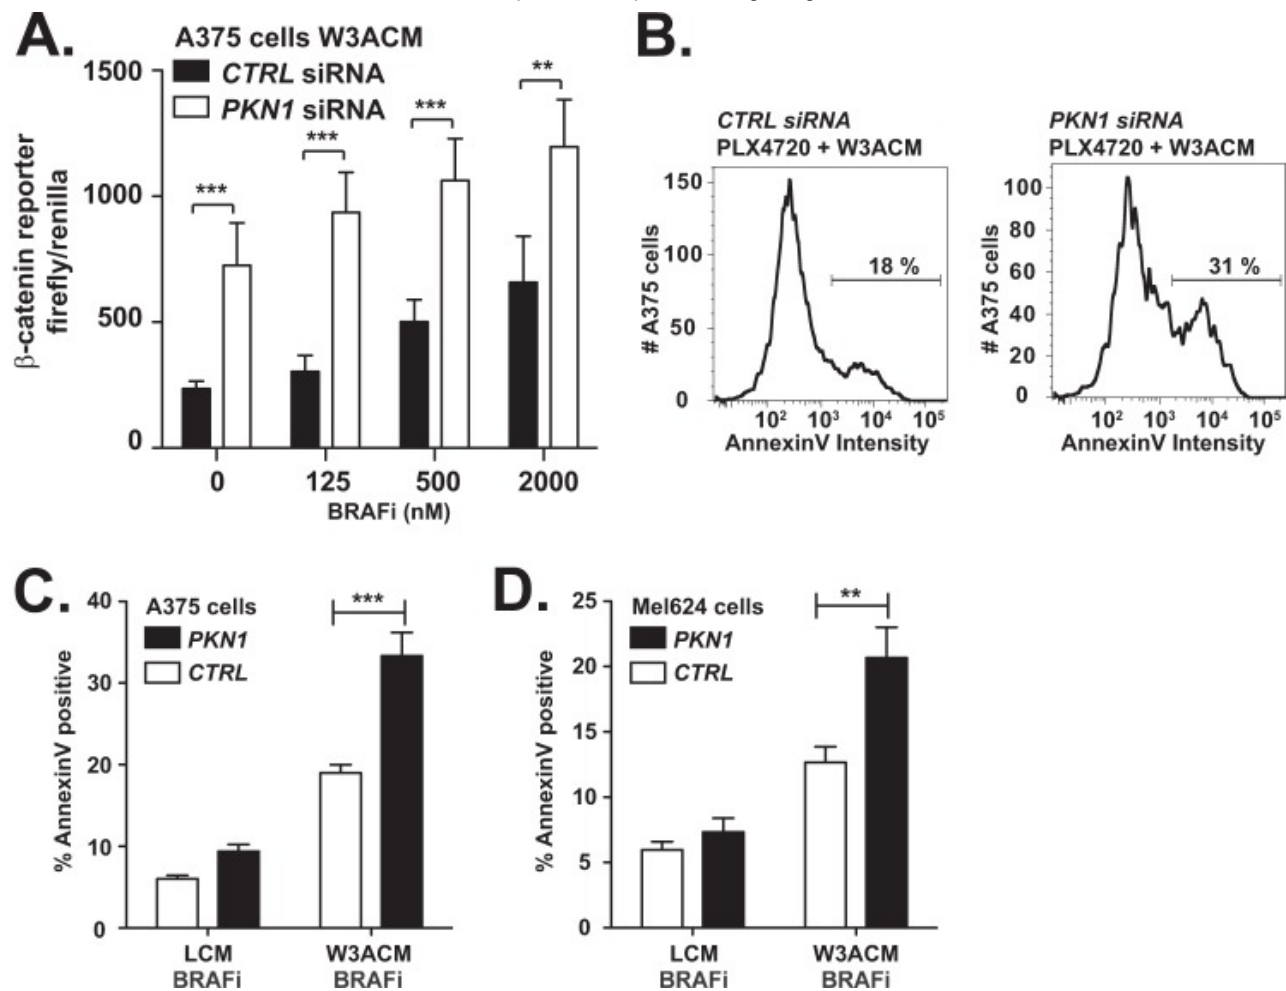 A.
A375 cells W3ACM
CTRL siRNA
PKN1 siRNA
β-catenin reporter
firefly/renilla
1500
1000
500
0
***
***
***
**
0 125 500 2000
BRAFi (nM)
B.
CTRL siRNA
PLX4720 + W3ACM
# A375 cells
150
100
50
0
18 %
10² 10³ 10⁴ 10⁵
AnnexinV Intensity
PKN1 siRNA
PLX4720 + W3ACM
# A375 cells
100
80
60
40
20
0
31 %
10² 10³ 10⁴ 10⁵
AnnexinV Intensity
C.
A375 cells
PKN1
CTRL
% AnnexinV positive
40
30
20
10
0
***
LCM W3ACM
BRAFi BRAFi
D.
Mel624 cells
PKN1
CTRL
% AnnexinV positive
25
20
15
10
5
0
**
LCM W3ACM
BRAFi BRAFi